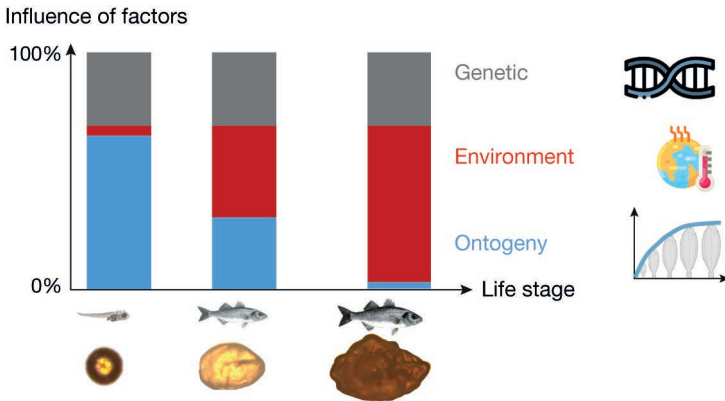 Influence of factors
100%
Genetic
Environment
Ontogeny
0%
Life stage